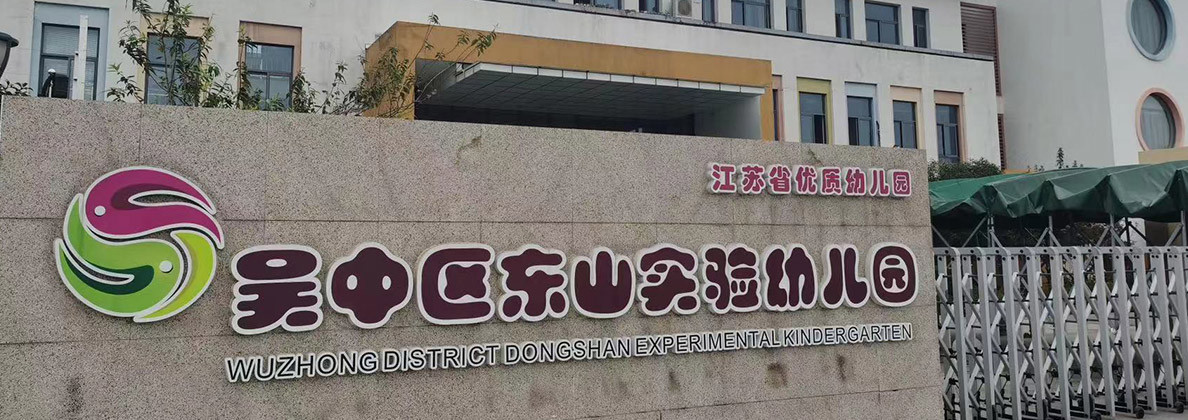 江苏省优质幼儿园
吴中区东山实验幼儿园
WUZHONG DISTRICT DONGSHAN EXPERIMENTAL KINDERGARTEN